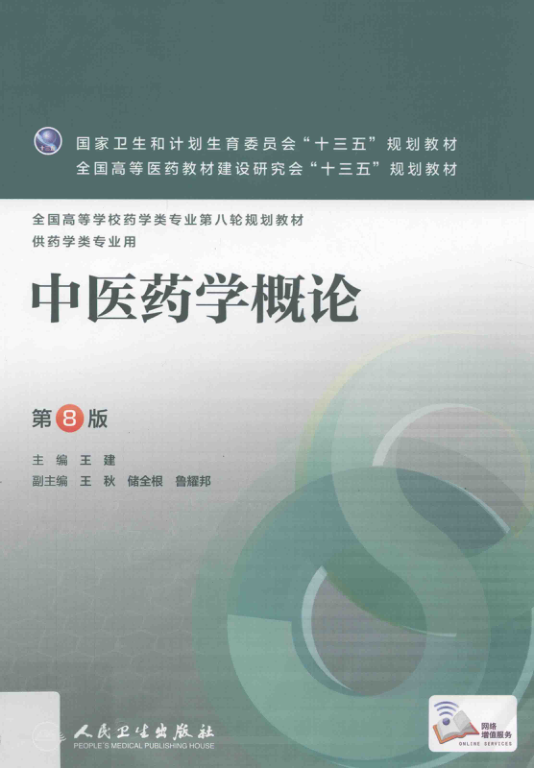 国家卫生和计划生育委员会“十三五”规划教材
全国高等医药教材建设研究会“十三五”规划教材
全国高等学校药学类专业第八轮规划教材
供药学类专业用
中医药学概论
第8版
主 编 王 建
副主编 王 秋 储全根 鲁耀邦
人民卫生出版社
PEOPLE'S MEDICAL PUBLISHING HOUSE
网络
增值服务
ONLINE SERVICES